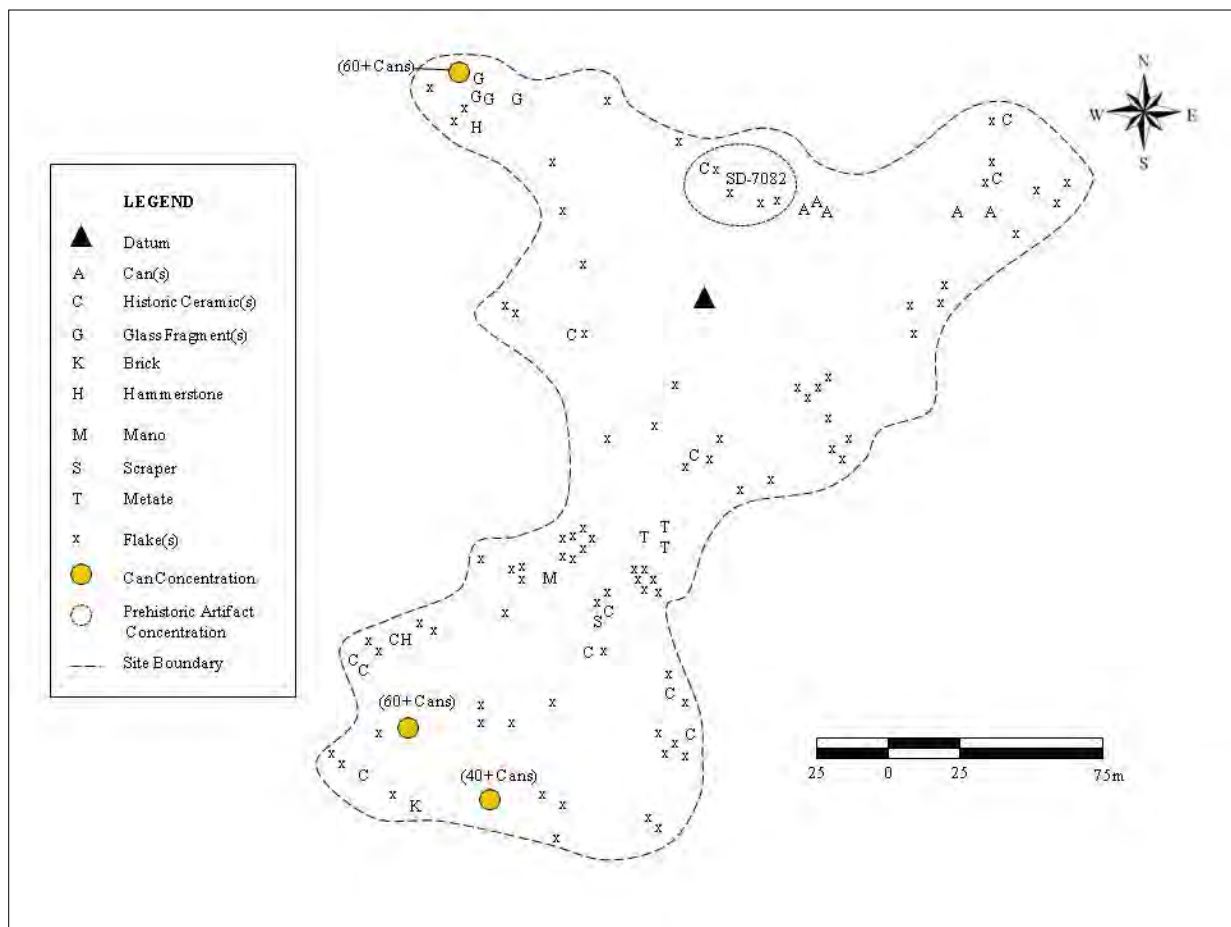 (60+ Cans)
G
x
G G G
x
x
x H
N
W E
S
x C
x
x
x
C x
SD-7082
x
x x
x C
x
x
x
x
A A A
A A
x
x
x
x x
x
x
x
C x
x
x
x x x
x
x
x
x
x
x
C x
x
x
x
x
x
x
T
T
T
x
x x x
x
x x
x
x x
x
M
x x
x x
x x
x
x
C
S
x
x
x
C H
x
x
C
C
C x
x
C
x
(60+ Cans)
x
x
x x
x
x
C
x
x
x
x
x
C
(40+ Cans)
x
K
x
x
x
x
x
25 0 25 75m
LEGEND
Datum
A Can(s)
C Historic Ceramic(s)
G Glass Fragment(s)
K Brick
H Hammerstone
M Mano
S Scraper
T Metate
x Flake(s)
Can Concentration
Prehistoric Artifact
Concentration
Site Boundary